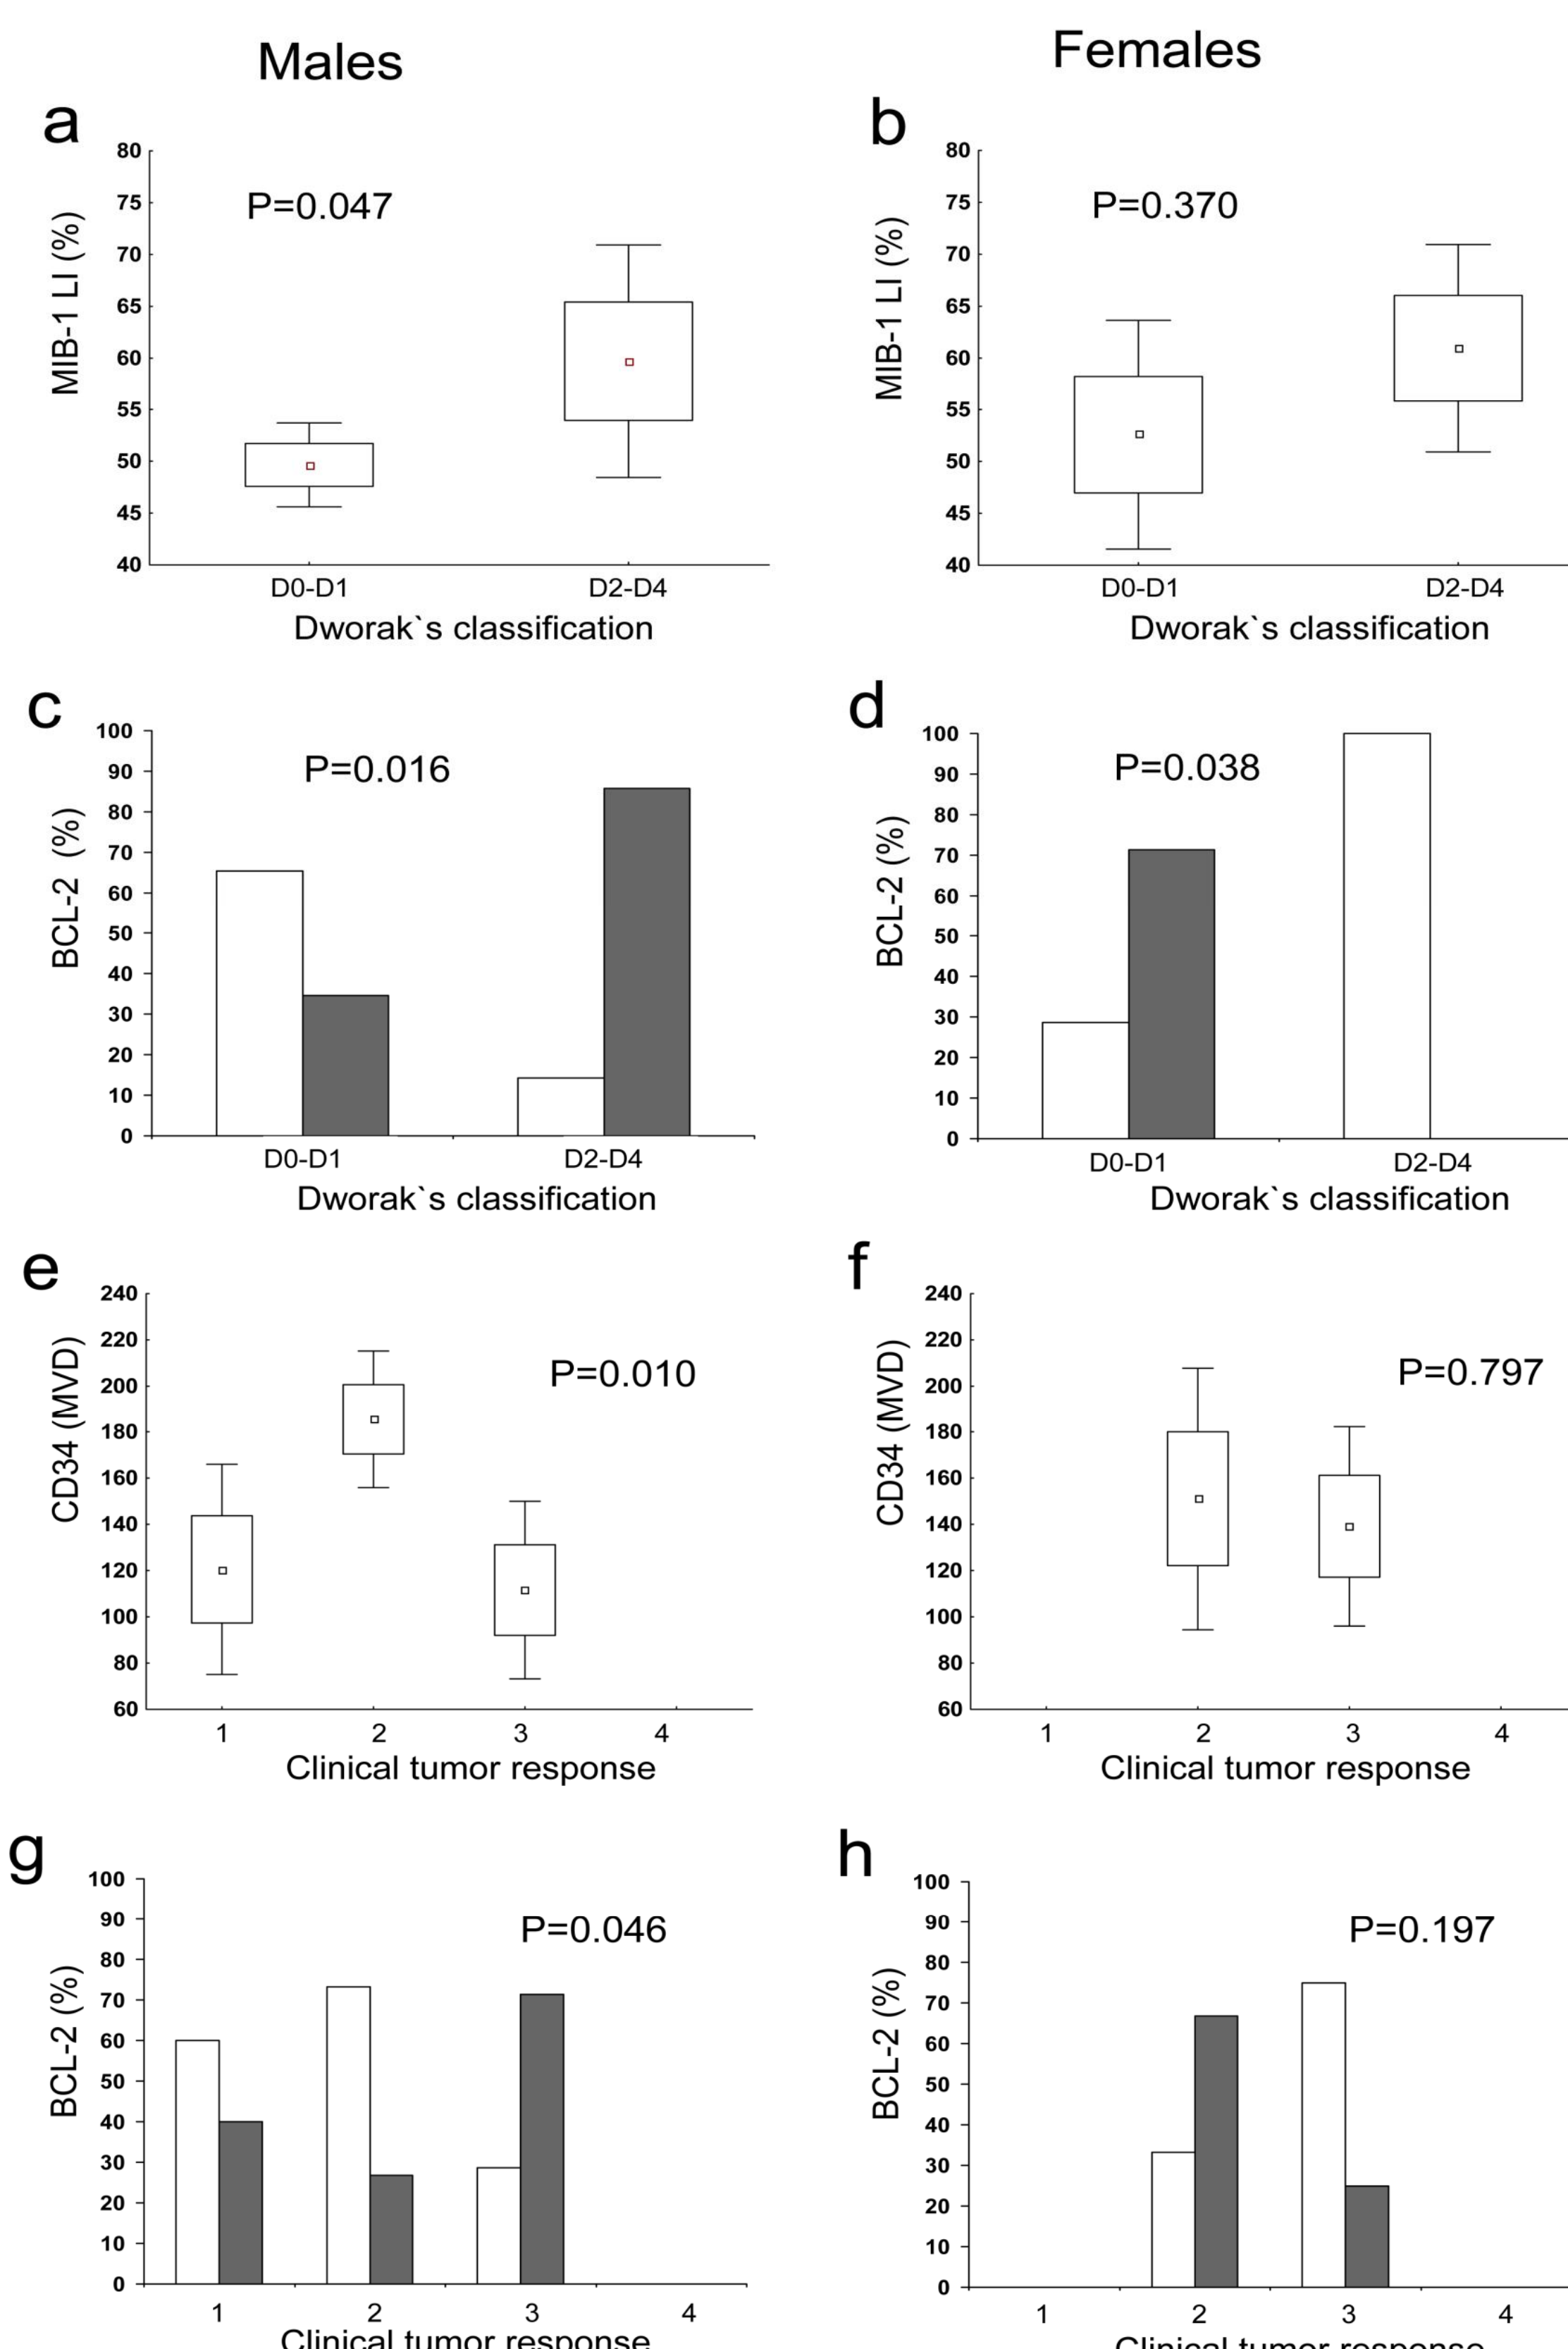 Males
Females
a
80
75
70
65
60
55
50
45
40
MIB-1 LI (%)
P=0.047
D0-D1
D2-D4
Dworak`s classification
b
80
75
70
65
60
55
50
45
40
MIB-1 LI (%)
P=0.370
D0-D1
D2-D4
Dworak`s classification
c
100
90
80
70
60
50
40
30
20
10
0
BCL-2 (%)
P=0.016
D0-D1
D2-D4
Dworak`s classification
d
100
90
80
70
60
50
40
30
20
10
0
BCL-2 (%)
P=0.038
D0-D1
D2-D4
Dworak`s classification
e
240
220
200
180
160
140
120
100
80
60
CD34 (MVD)
P=0.010
1 2 3 4
Clinical tumor response
f
240
220
200
180
160
140
120
100
80
60
CD34 (MVD)
P=0.797
1 2 3 4
Clinical tumor response
g
100
90
80
70
60
50
40
30
20
10
0
BCL-2 (%)
P=0.046
1 2 3 4
Clinical tumor response
h
100
90
80
70
60
50
40
30
20
10
0
BCL-2 (%)
P=0.197
1 2 3 4
Clinical tumor response